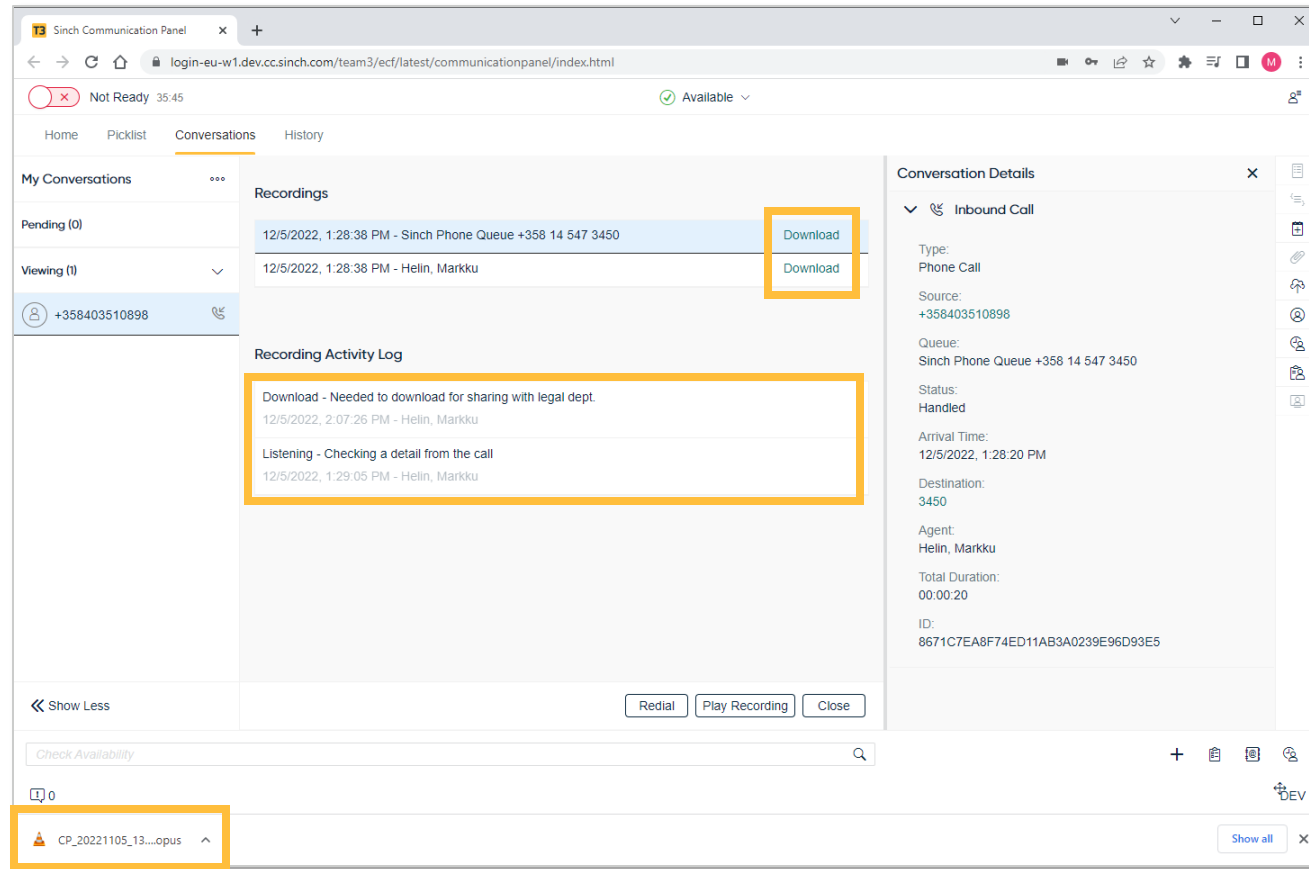 T3 Sinch Communication Panel
login-eu-w1.dev.cc.sinch.com/team3/ecf/latest/communicationpanel/index.html
M
Not Ready 35:45
Available
Home Picklist Conversations History
My Conversations
Pending (0)
Viewing (1)
+358403510898
Show Less
Recordings
12/5/2022, 1:28:38 PM - Sinch Phone Queue +358 14 547 3450 Download
12/5/2022, 1:28:38 PM - Helin, Markku Download
Recording Activity Log
Download - Needed to download for sharing with legal dept.
12/5/2022, 2:07:26 PM - Helin, Markku
Listening - Checking a detail from the call
12/5/2022, 1:29:05 PM - Helin, Markku
Redial Play Recording Close
Conversation Details
Inbound Call
Type:
Phone Call
Source:
+358403510898
Queue:
Sinch Phone Queue +358 14 547 3450
Status:
Handled
Arrival Time:
12/5/2022, 1:28:20 PM
Destination:
3450
Agent:
Helin, Markku
Total Duration:
00:00:20
ID:
8671C7EA8F74ED11AB3A0239E96D93E5
Check Availability
0
DEV
CP_20221105_13....opus
Show all